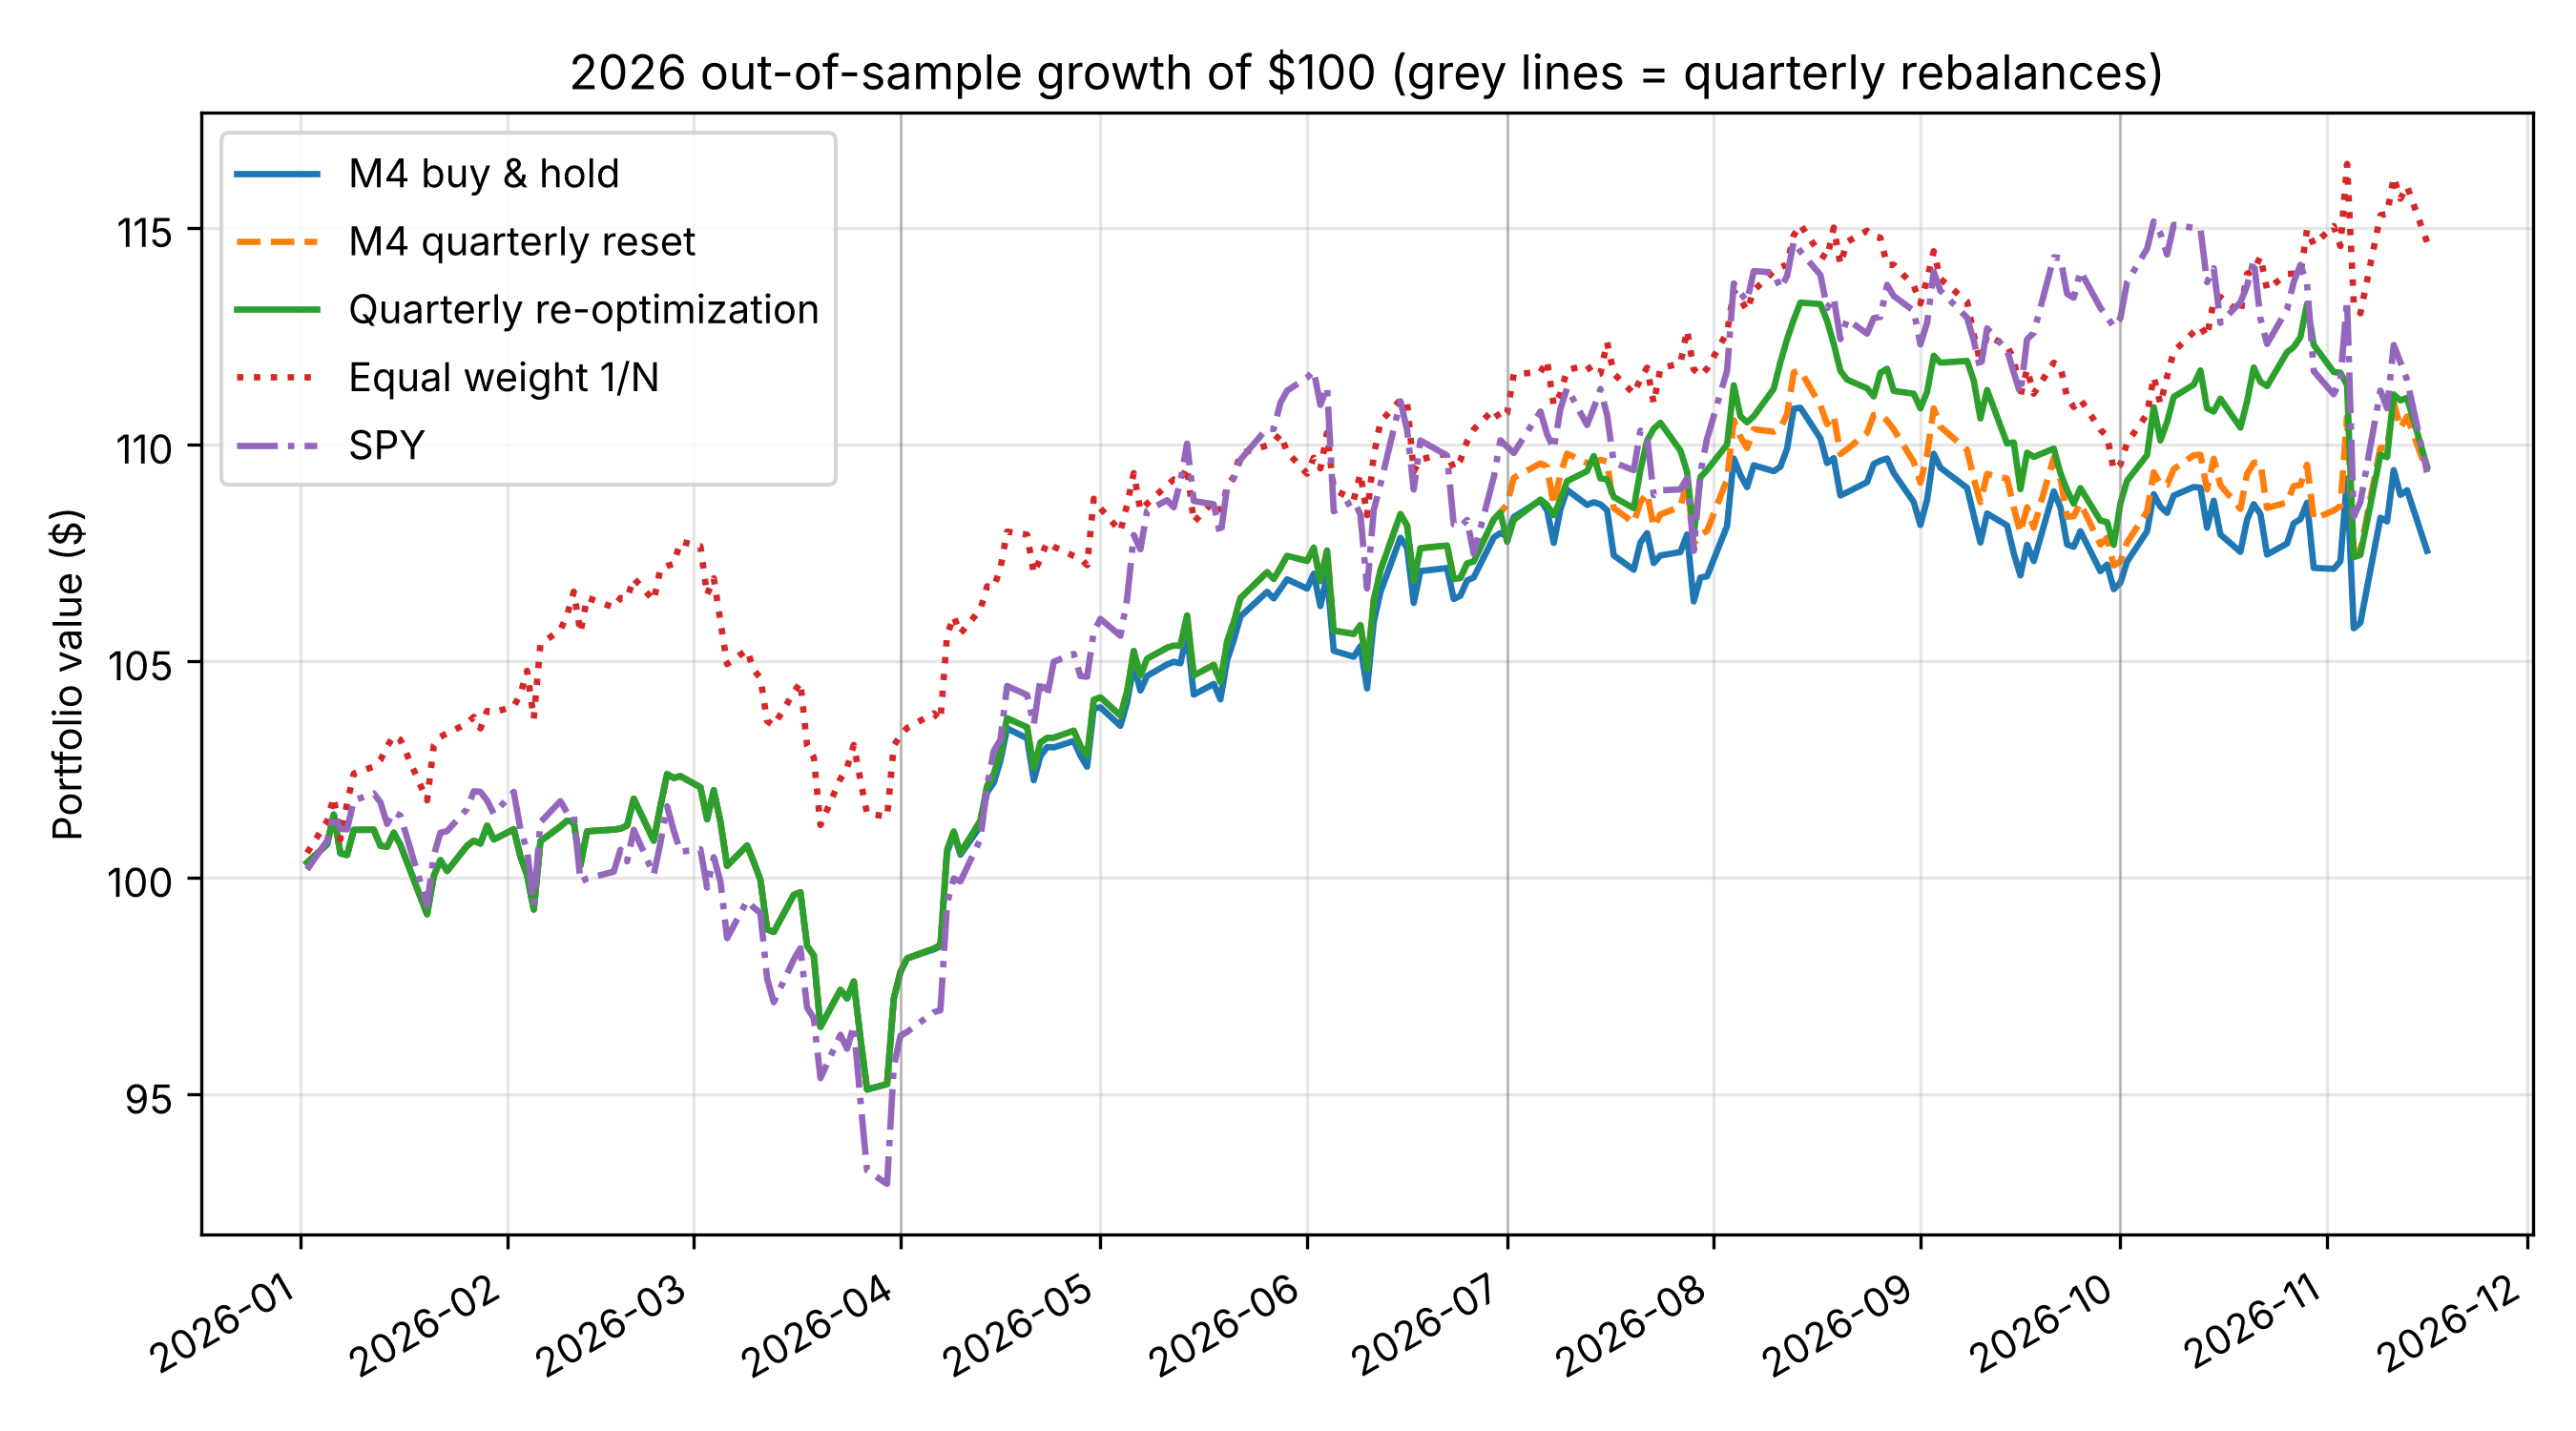 2026 out-of-sample growth of $100 (grey lines = quarterly rebalances)
M4 buy & hold
M4 quarterly reset
Quarterly re-optimization
Equal weight 1/N
SPY
Portfolio value ($)
115
110
105
100
95
2026-01
2026-02
2026-03
2026-04
2026-05
2026-06
2026-07
2026-08
2026-09
2026-10
2026-11
2026-12